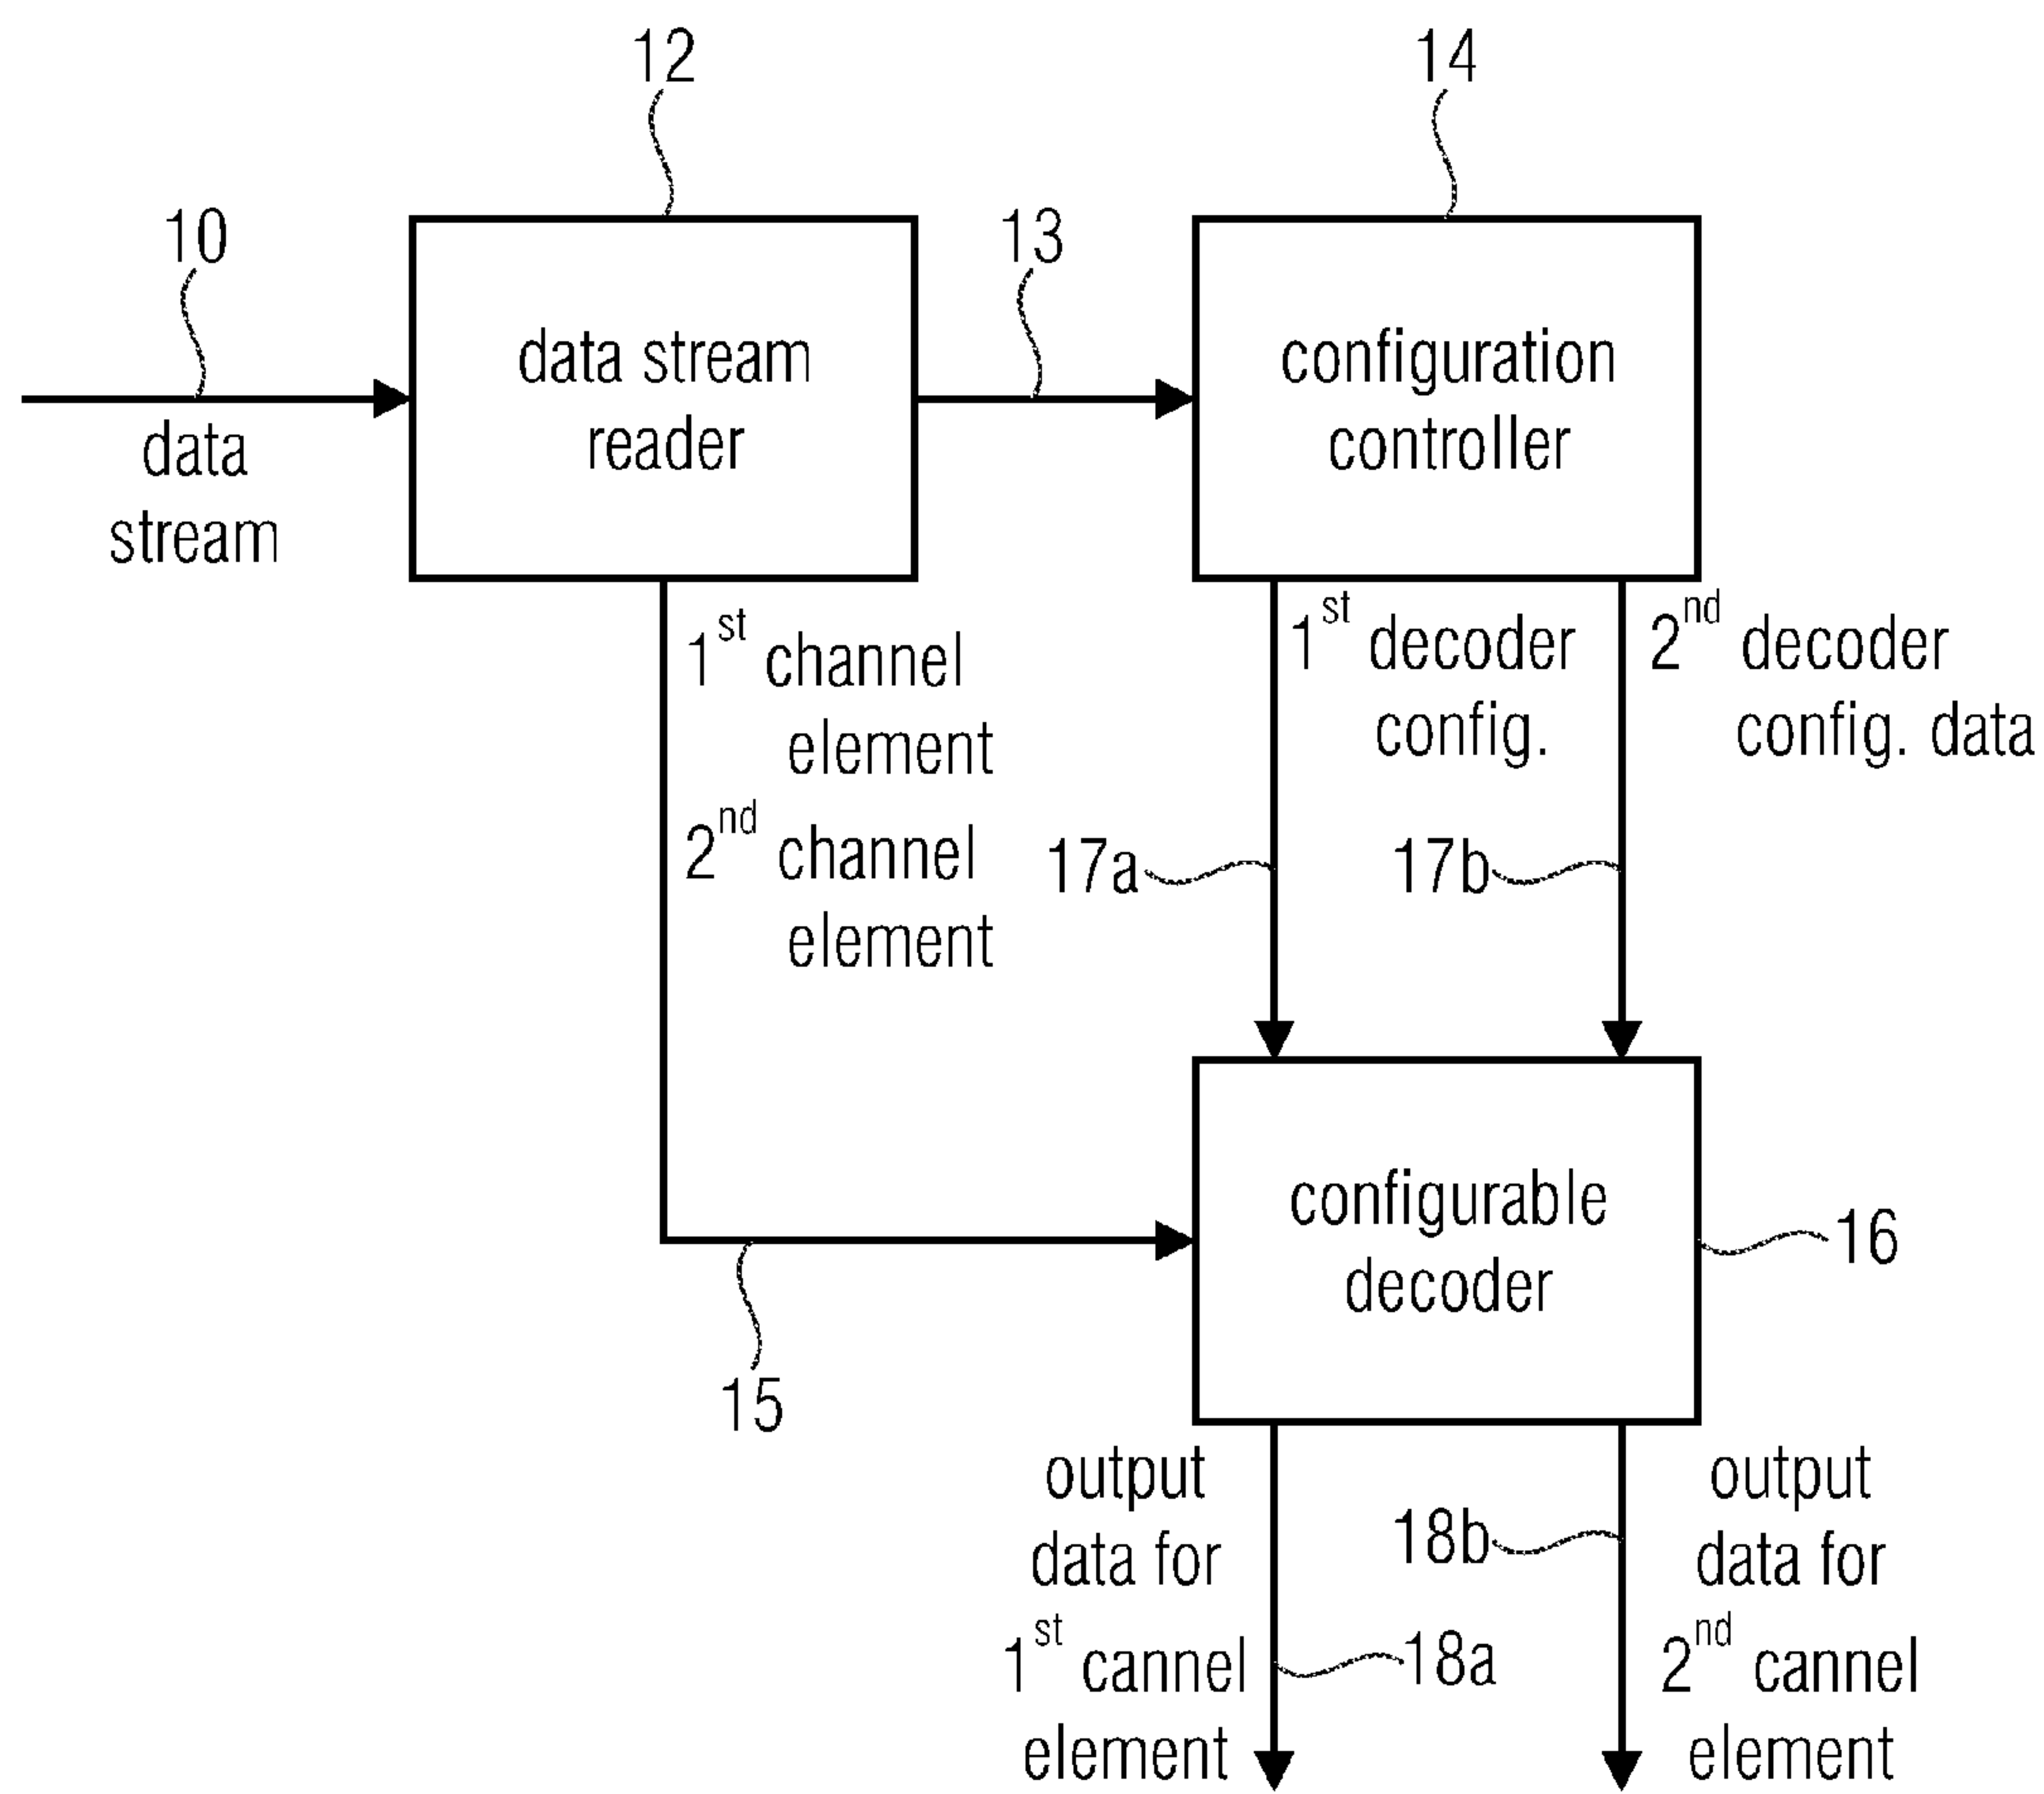 12
14
10
13
data stream
reader
configuration
controller
data
stream
1st channel
element
2nd channel
element
1st decoder
config.
2nd decoder
config. data
17a
17b
configurable
decoder
16
15
output
data for
1st cannel
element
18b
18a
output
data for
2nd cannel
element